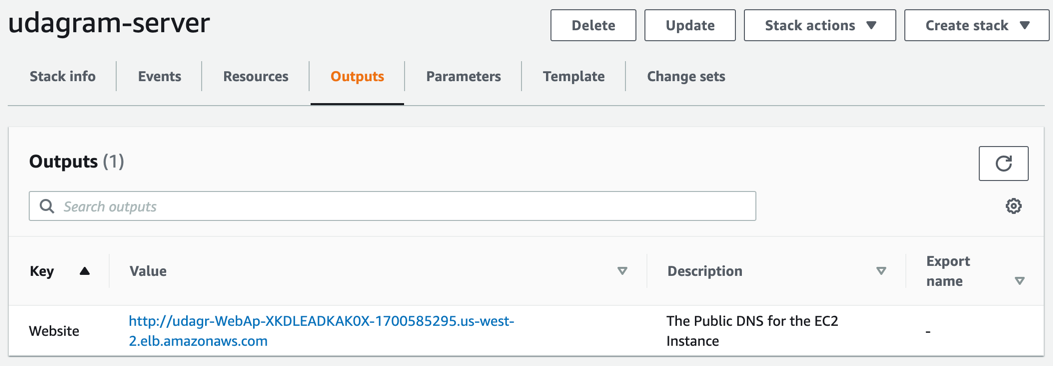 udagram-server
Delete
Update
Stack actions
Create stack
Stack info
Events
Resources
Outputs
Parameters
Template
Change sets
Outputs (1)
Search outputs
Key
Value
Description
Export
name
Website
http://udagr-WebAp-XKDLEADKAK0X-1700585295.us-west-
2.elb.amazonaws.com
The Public DNS for the EC2
Instance
-